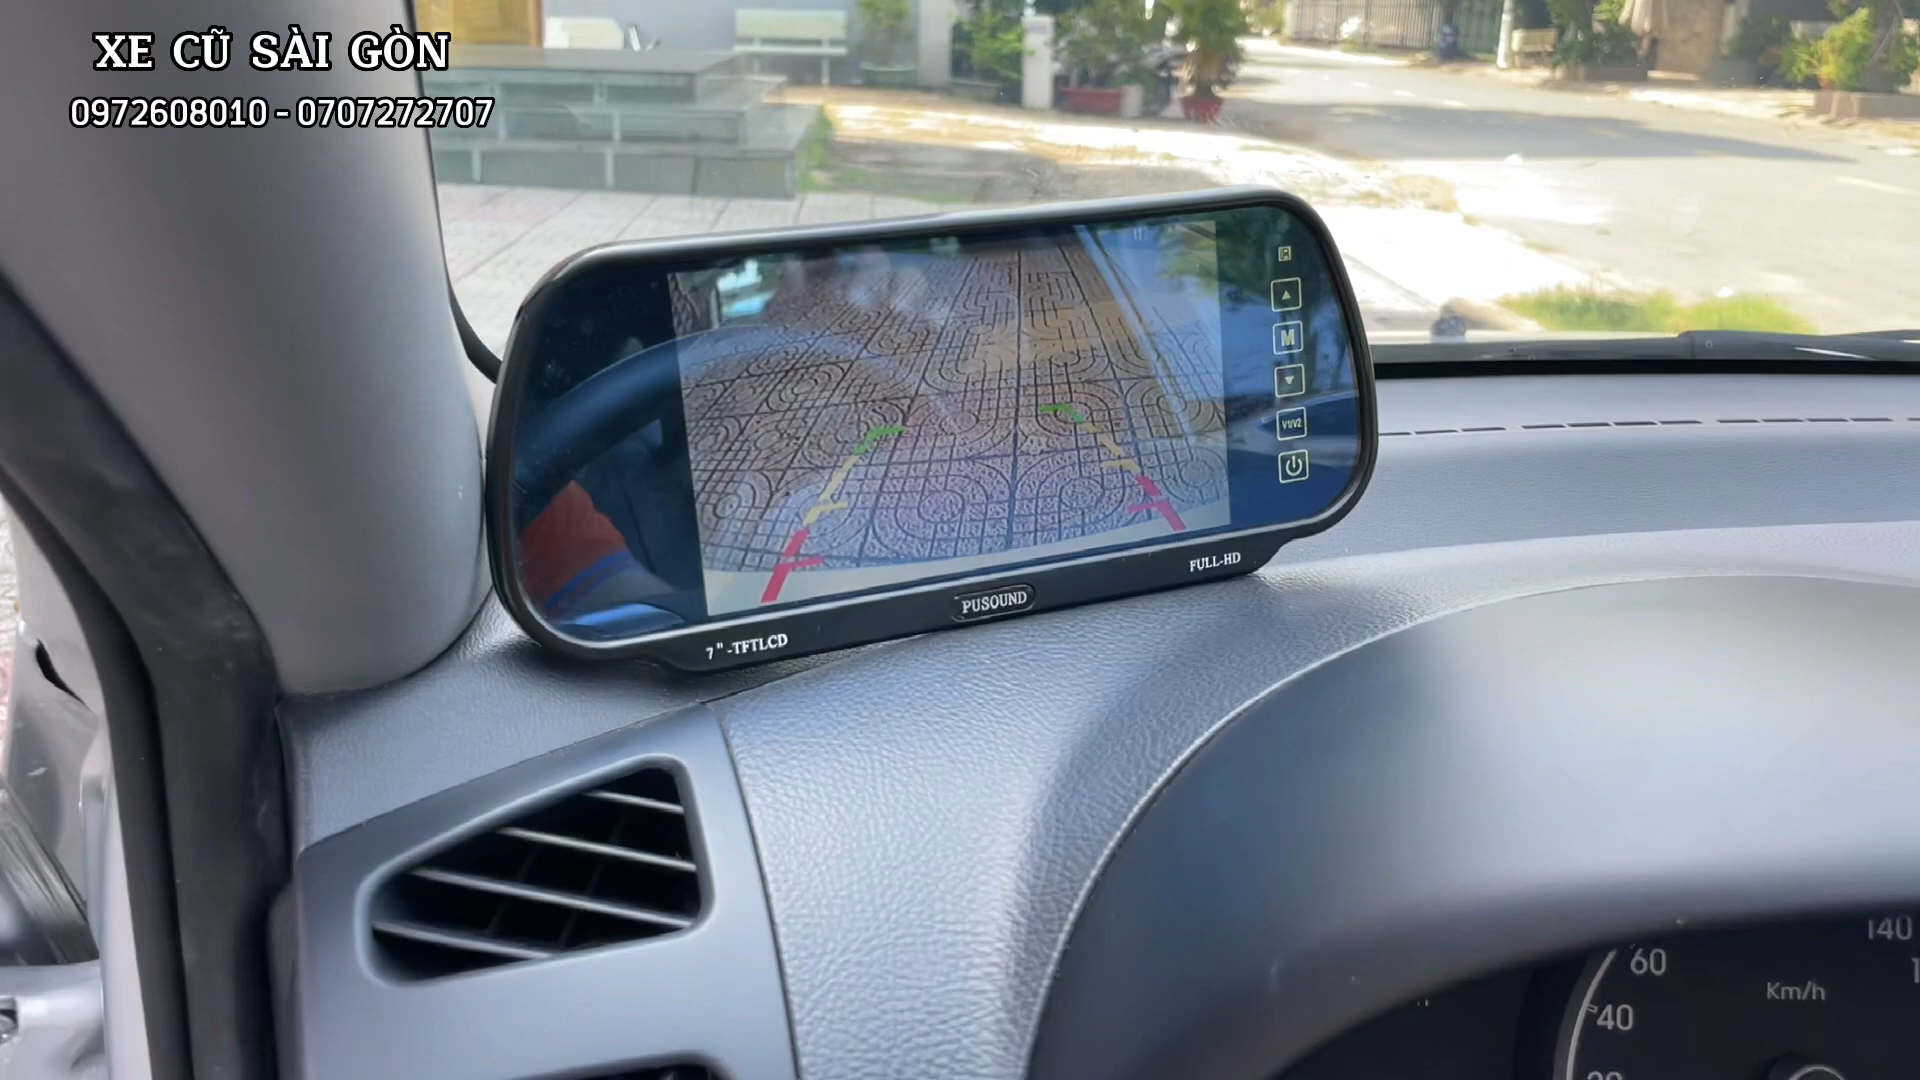 XE CŨ SÀI GÒN
0972608010 - 0707272707
M
V1/V2
PUSOUND
FULL-HD
7" -TFTLCD
140
60
Km/h
40